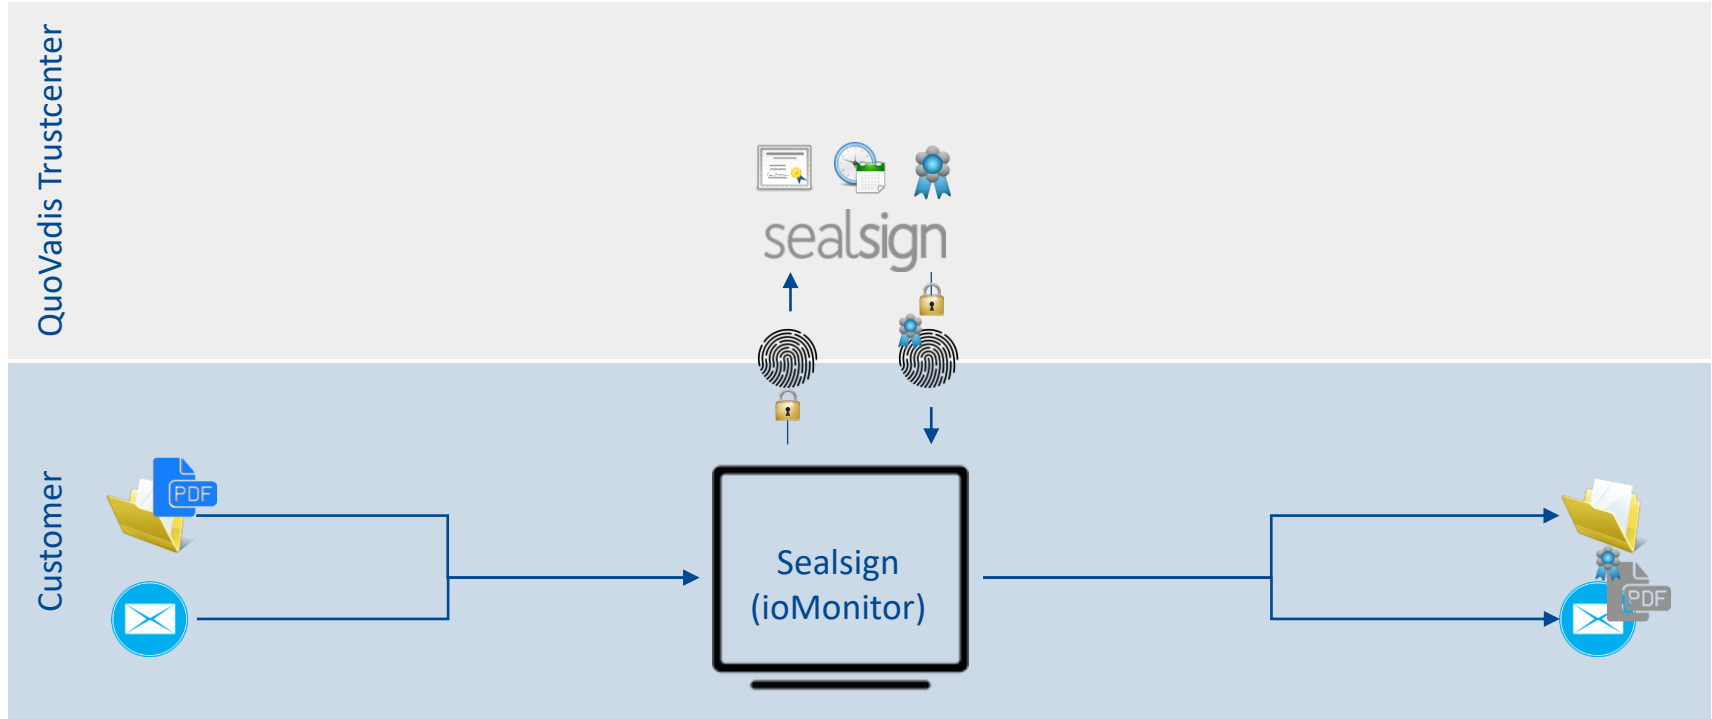 QuoVadis Trustcenter
sealsign
Customer
PDF
Sealsign
(ioMonitor)
PDF